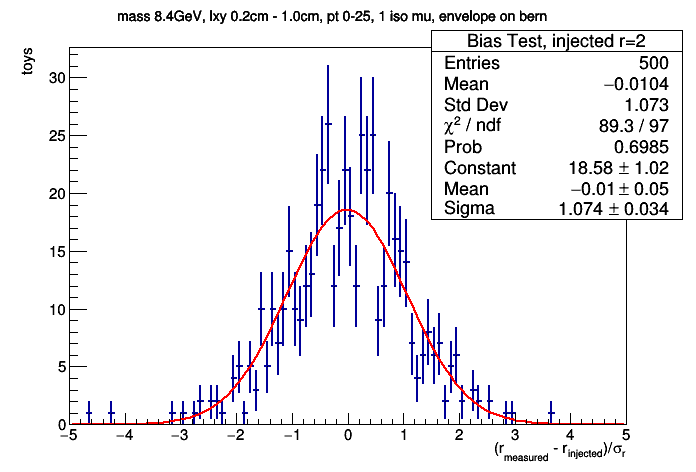 mass 8.4GeV, lxy 0.2cm - 1.0cm, pt 0-25, 1 iso mu, envelope on bern
Bias Test, injected r=2
Entries 500
Mean −0.0104
Std Dev 1.073
χ² / ndf 89.3 / 97
Prob 0.6985
Constant 18.58 ± 1.02
Mean −0.01 ± 0.05
Sigma 1.074 ± 0.034
toys
30
25
20
15
10
5
0
−5 −4 −3 −2 −1 0 1 2 3 4 5
(r_measured - r_injected)/σ_r